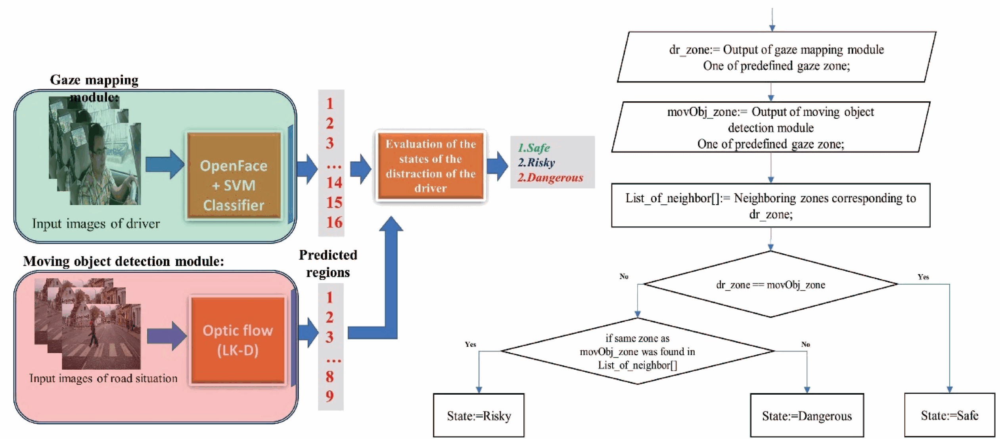 Gaze mapping
module:
Input images of driver
OpenFace
+ SVM
Classifier
1
2
3
...
14
15
16
Evaluation of the
states of the
distraction of the
driver
1.Safe
2.Risky
2.Dangerous
Moving object detection module:
Input images of road situation
Optic flow
(LK-D)
Predicted
regions
1
2
3
...
8
9
dr_zone:= Output of gaze mapping module
One of predefined gaze zone;
movObj_zone:= Output of moving object
detection module
One of predefined gaze zone;
List_of_neighbor[]:= Neighboring zones corresponding to
dr_zone;
dr_zone == movObj_zone
No
Yes
if same zone as
movObj_zone was found in
List_of_neighbor[]
Yes
No
State:=Risky
State:=Dangerous
State:=Safe